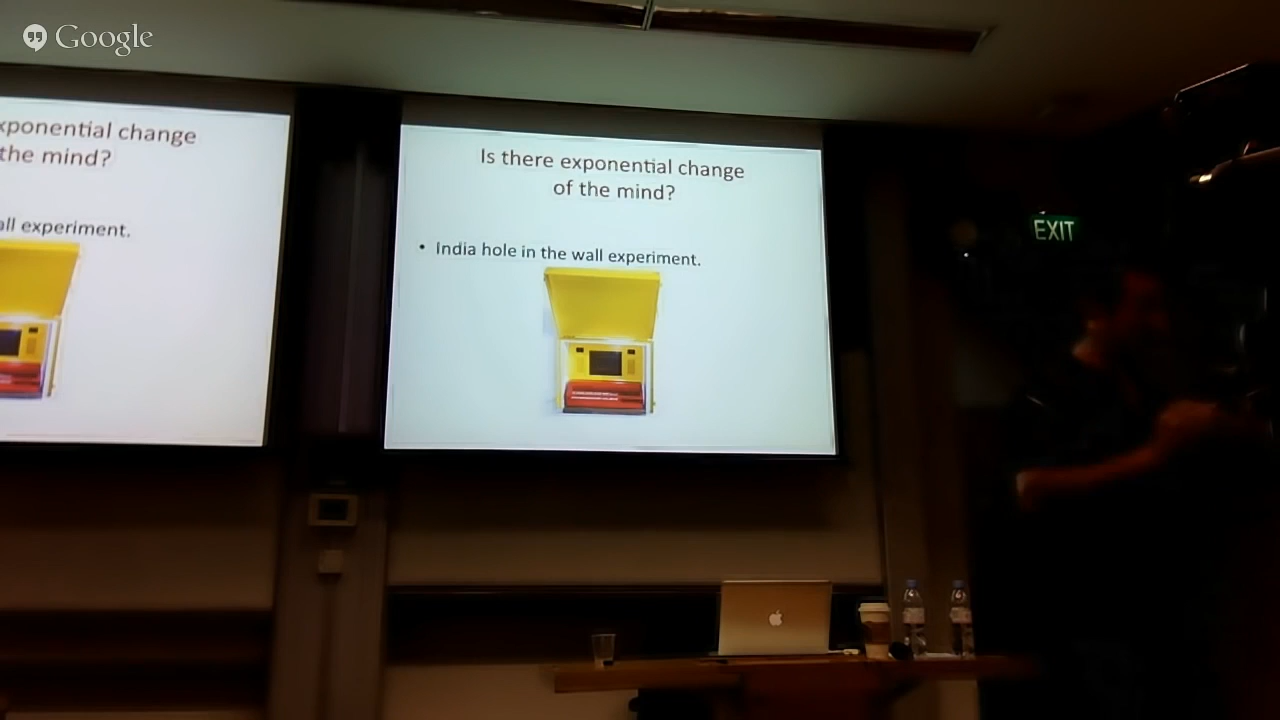 Google
xponential change
the mind?
all experiment.
Is there exponential change
of the mind?
• India hole in the wall experiment.
EXIT